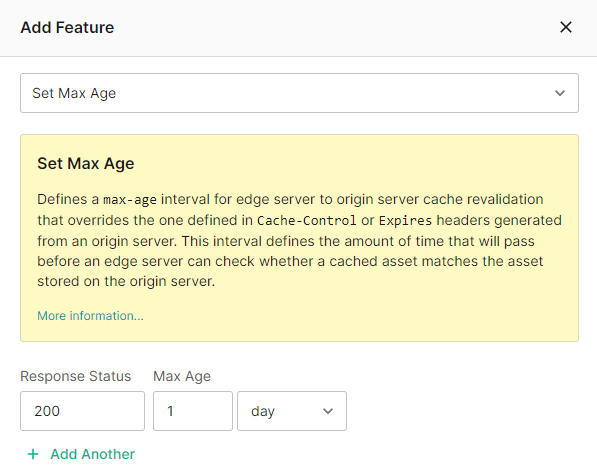 Add Feature
Set Max Age
Set Max Age
Defines a max-age interval for edge server to origin server cache revalidation
that overrides the one defined in Cache-Control or Expires headers generated
from an origin server. This interval defines the amount of time that will pass
before an edge server can check whether a cached asset matches the asset
stored on the origin server.
More information...
Response Status Max Age
200 1 day
+ Add Another